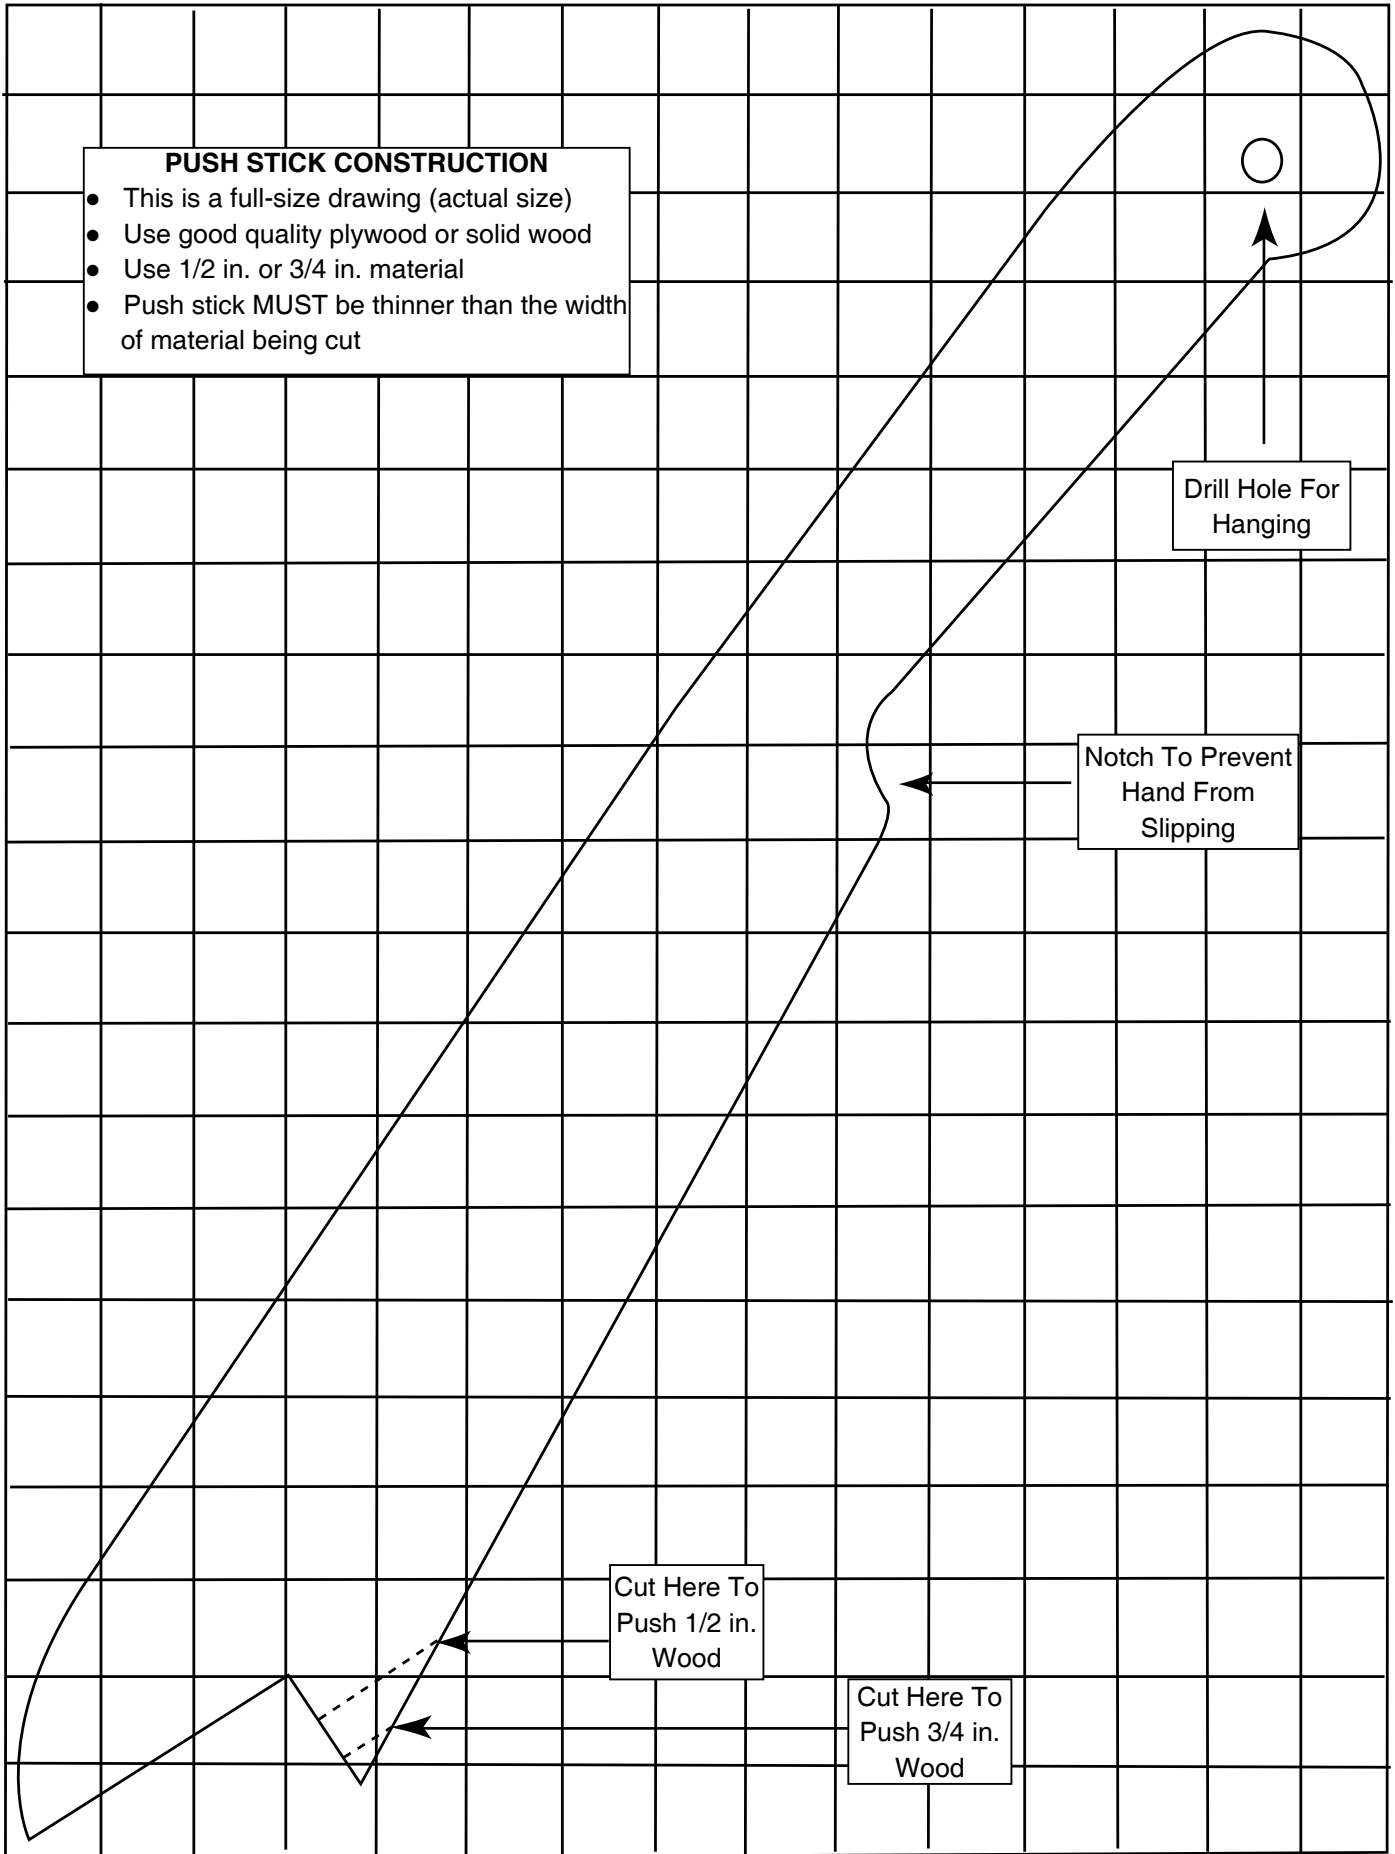 PUSH STICK CONSTRUCTION
● This is a full-size drawing (actual size)
● Use good quality plywood or solid wood
● Use 1/2 in. or 3/4 in. material
● Push stick MUST be thinner than the width
of material being cut
Drill Hole For
Hanging
Notch To Prevent
Hand From
Slipping
Cut Here To
Push 1/2 in.
Wood
Cut Here To
Push 3/4 in.
Wood